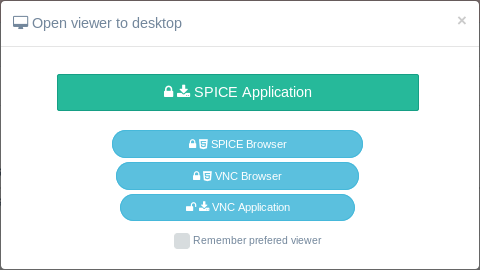 Open viewer to desktop
×
SPICE Application
SPICE Browser
VNC Browser
VNC Application
Remember prefered viewer